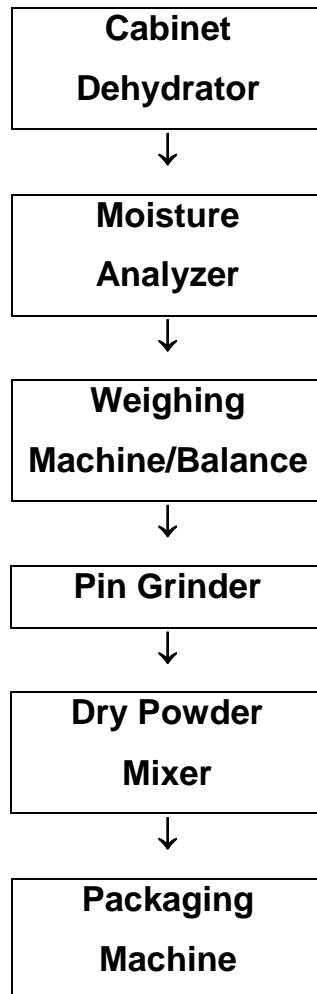 Cabinet
Dehydrator
↓
Moisture
Analyzer
↓
Weighing
Machine/Balance
↓
Pin Grinder
↓
Dry Powder
Mixer
↓
Packaging
Machine